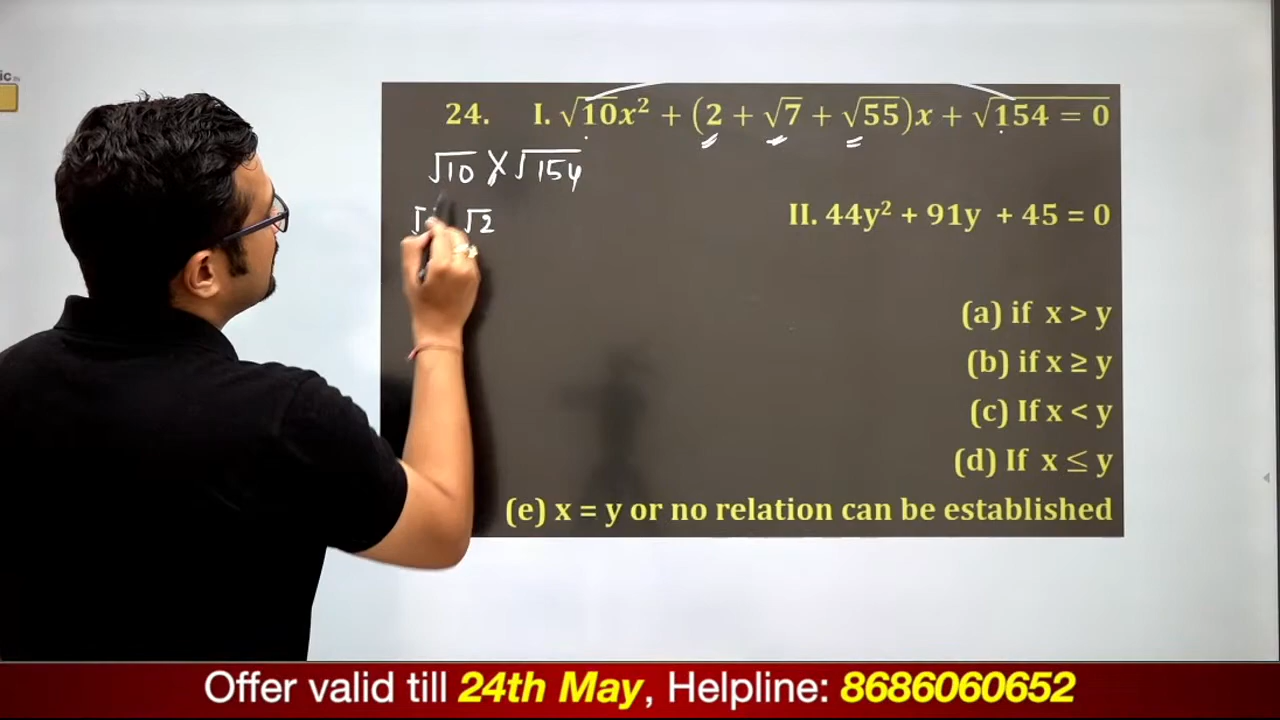 ic
24. I. √10x² + (2 + √7 + √55)x + √154 = 0
√10 × √154
√2
II. 44y² + 91y + 45 = 0
(a) if x > y
(b) if x ≥ y
(c) If x < y
(d) If x ≤ y
(e) x = y or no relation can be established
Offer valid till 24th May, Helpline: 8686060652